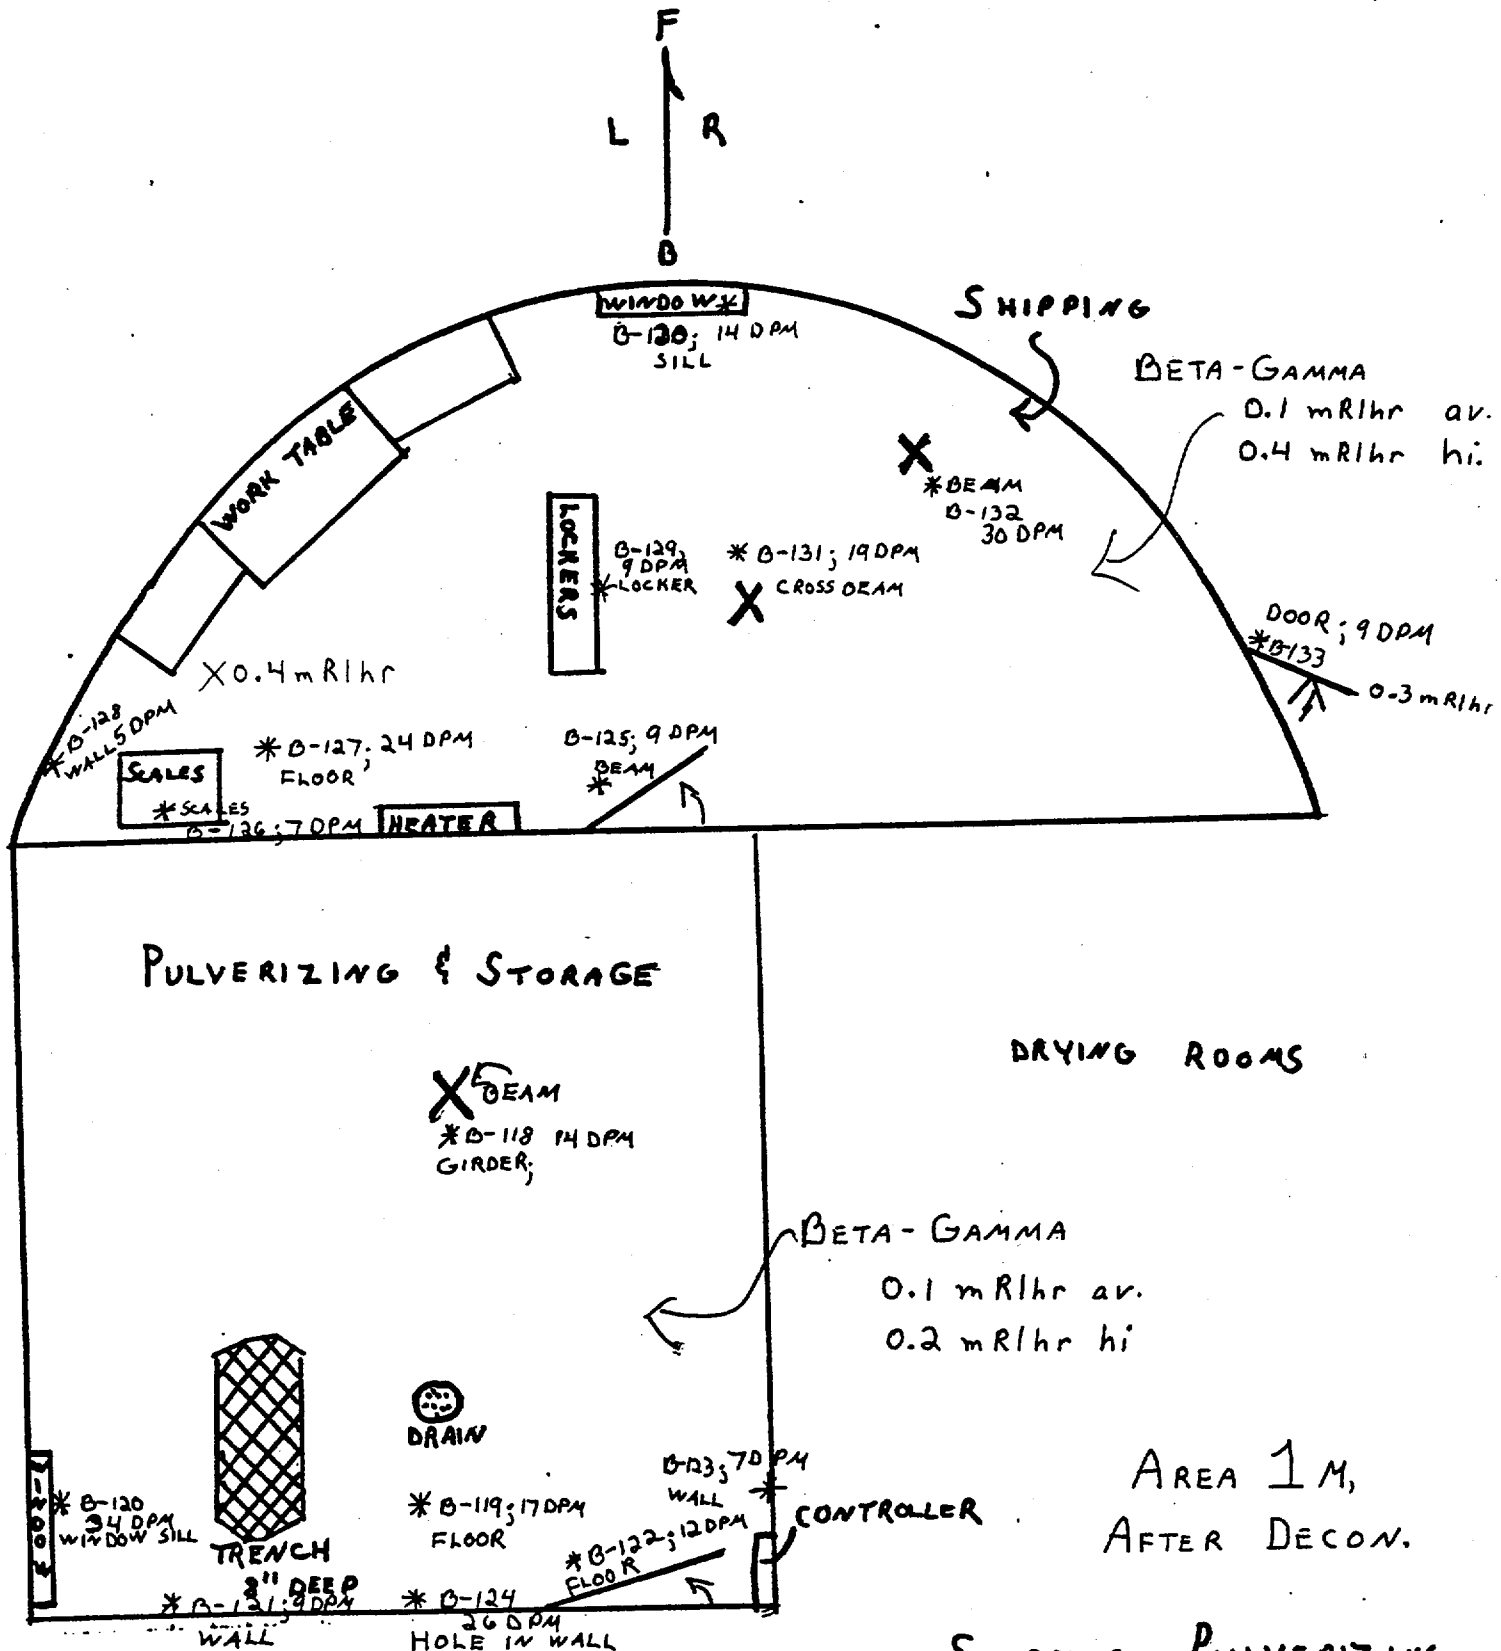 F
L R
B
WINDOW*
B-130; 14 DPM
SILL
SHIPPING
BETA-GAMMA
0.1 mR/hr av.
0.4 mR/hr hi.
WORK TABLE
LOCKERS
*BEAM
B-132
30 DPM
B-129,
9 DPM
*LOCKER
* B-131; 19 DPM
CROSS BEAM
DOOR; 9 DPM
*B-133
0.3 mR/hr
X 0.4 mR/hr
* B-128
WALL 5 DPM
* B-127; 24 DPM
FLOOR
B-125; 9 DPM
BEAM
*
SCALES
* SCALES
B-126; 7 DPM
HEATER
PULVERIZING & STORAGE
DRYING ROOMS
BEAM
* B-118 14 DPM
GIRDER;
BETA-GAMMA
0.1 mR/hr av.
0.2 mR/hr hi
DRAIN
B-123; 7 DPM
WALL
*
AREA 1M,
AFTER DECON.
WINDOW
* B-120
34 DPM
WINDOW SILL
* B-119; 17 DPM
FLOOR
CONTROLLER
* B-122; 12 DPM
FLOOR
TRENCH
DEEP
* B-121; 9 DPM
WALL
* B-124
26 DPM
HOLE IN WALL